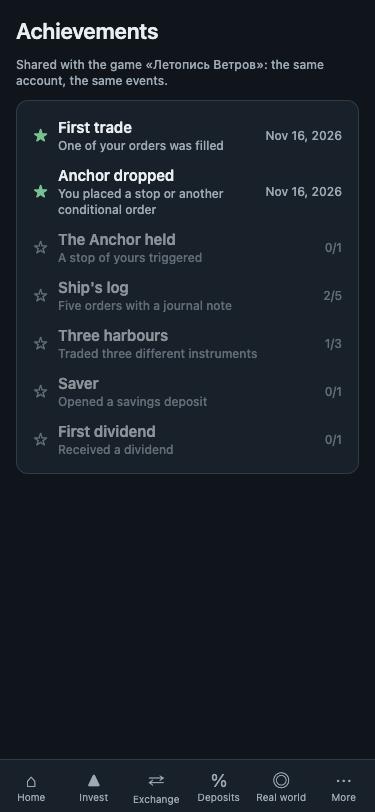 Achievements
Shared with the game «Летопись Ветров»: the same
account, the same events.
First trade
One of your orders was filled
Nov 16, 2026
Anchor dropped
You placed a stop or another
conditional order
Nov 16, 2026
The Anchor held
A stop of yours triggered
0/1
Ship's log
Five orders with a journal note
2/5
Three harbours
Traded three different instruments
1/3
Saver
Opened a savings deposit
0/1
First dividend
Received a dividend
0/1
Home
Invest
Exchange
Deposits
Real world
More